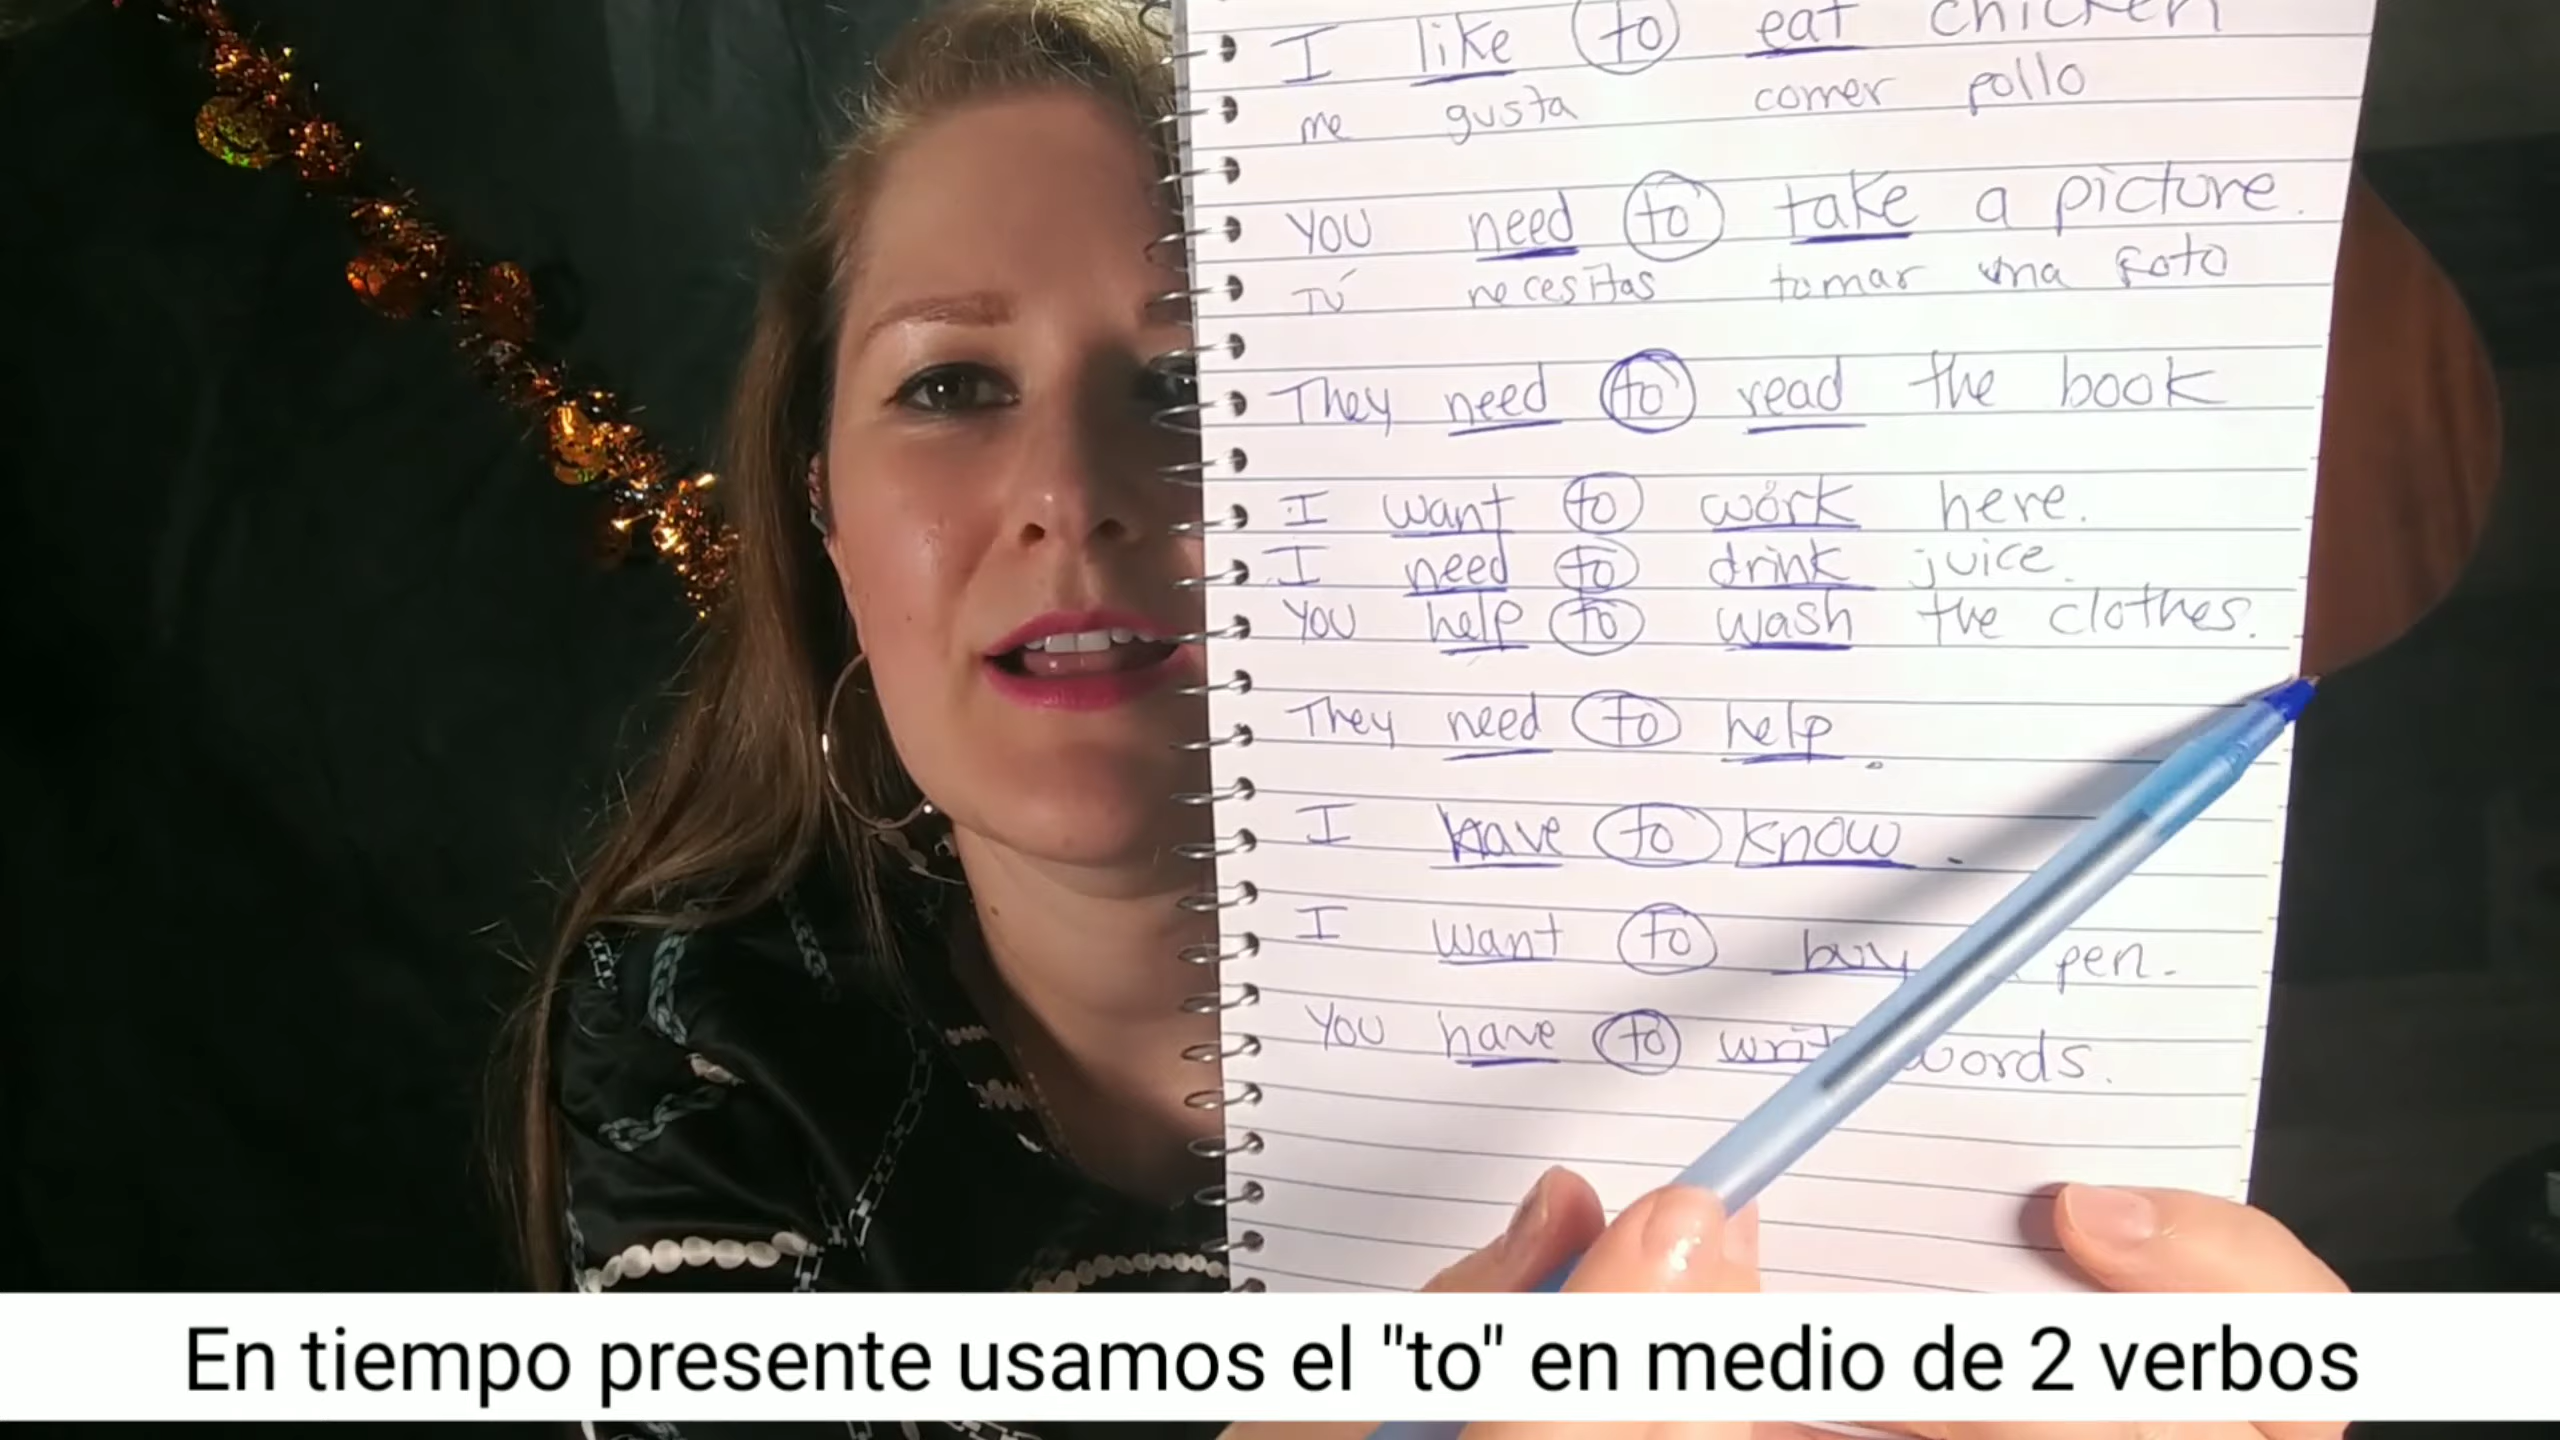 I like to eat chicken
me gusta comer pollo
You need to take a picture.
Tú necesitas tomar una foto
They need to read the book
I want to work here.
I need to drink juice.
You help to wash the clothes.
They need to help.
I have to know.
I want to buy pen.
You have to write words.
En tiempo presente usamos el "to" en medio de 2 verbos